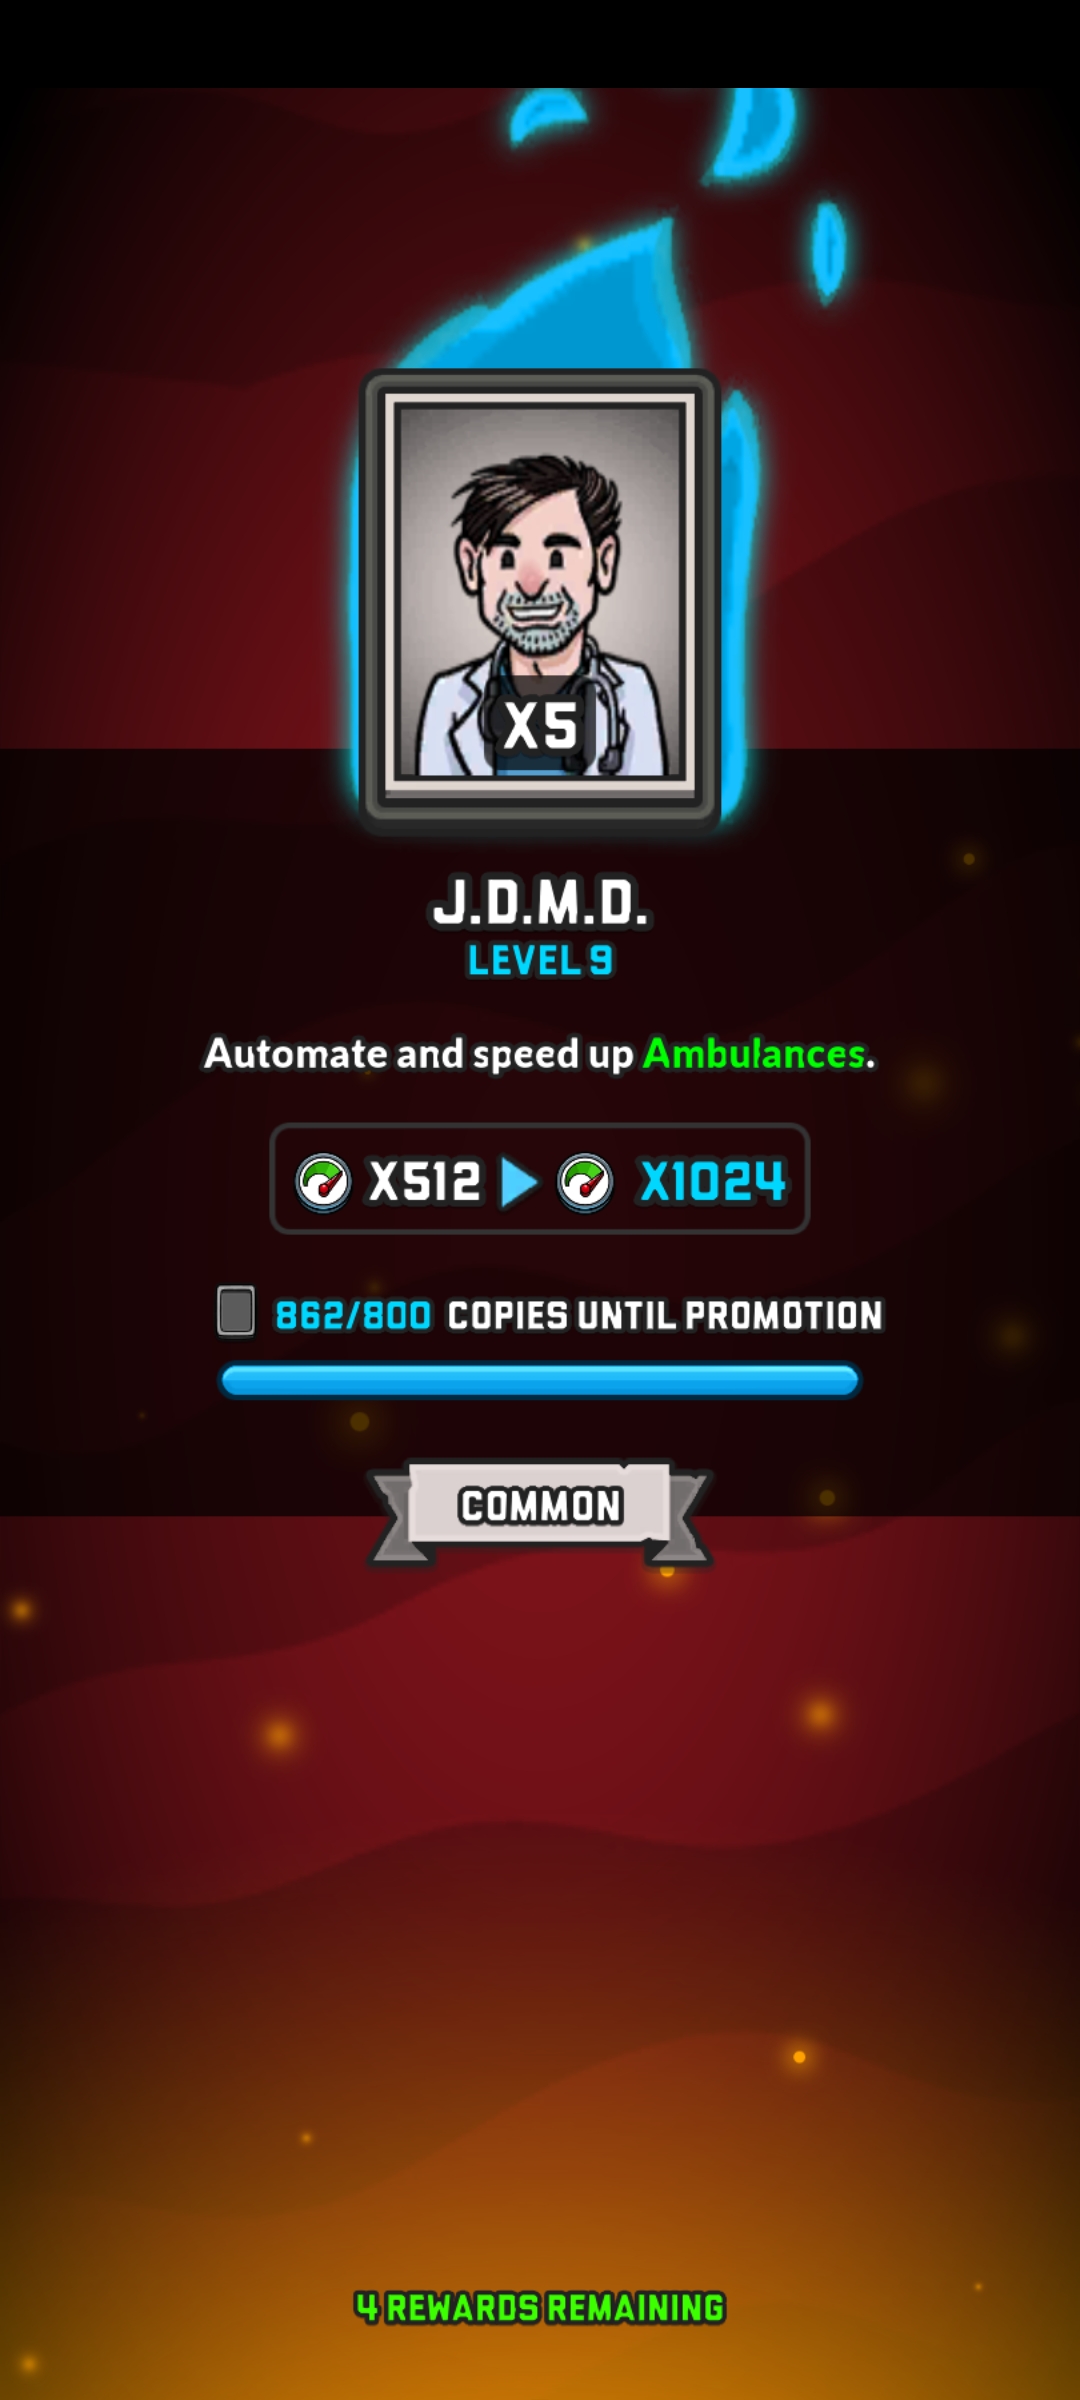 X5
J.D.M.D.
LEVEL 9
Automate and speed up Ambulances.
X512 X1024
862/800 COPIES UNTIL PROMOTION
COMMON
4 REWARDS REMAINING